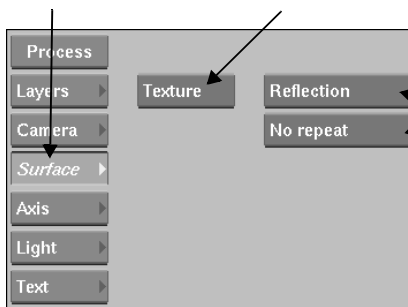 Process
Layers Texture Reflection
Camera No repeat
Surface
Axis
Light
Text